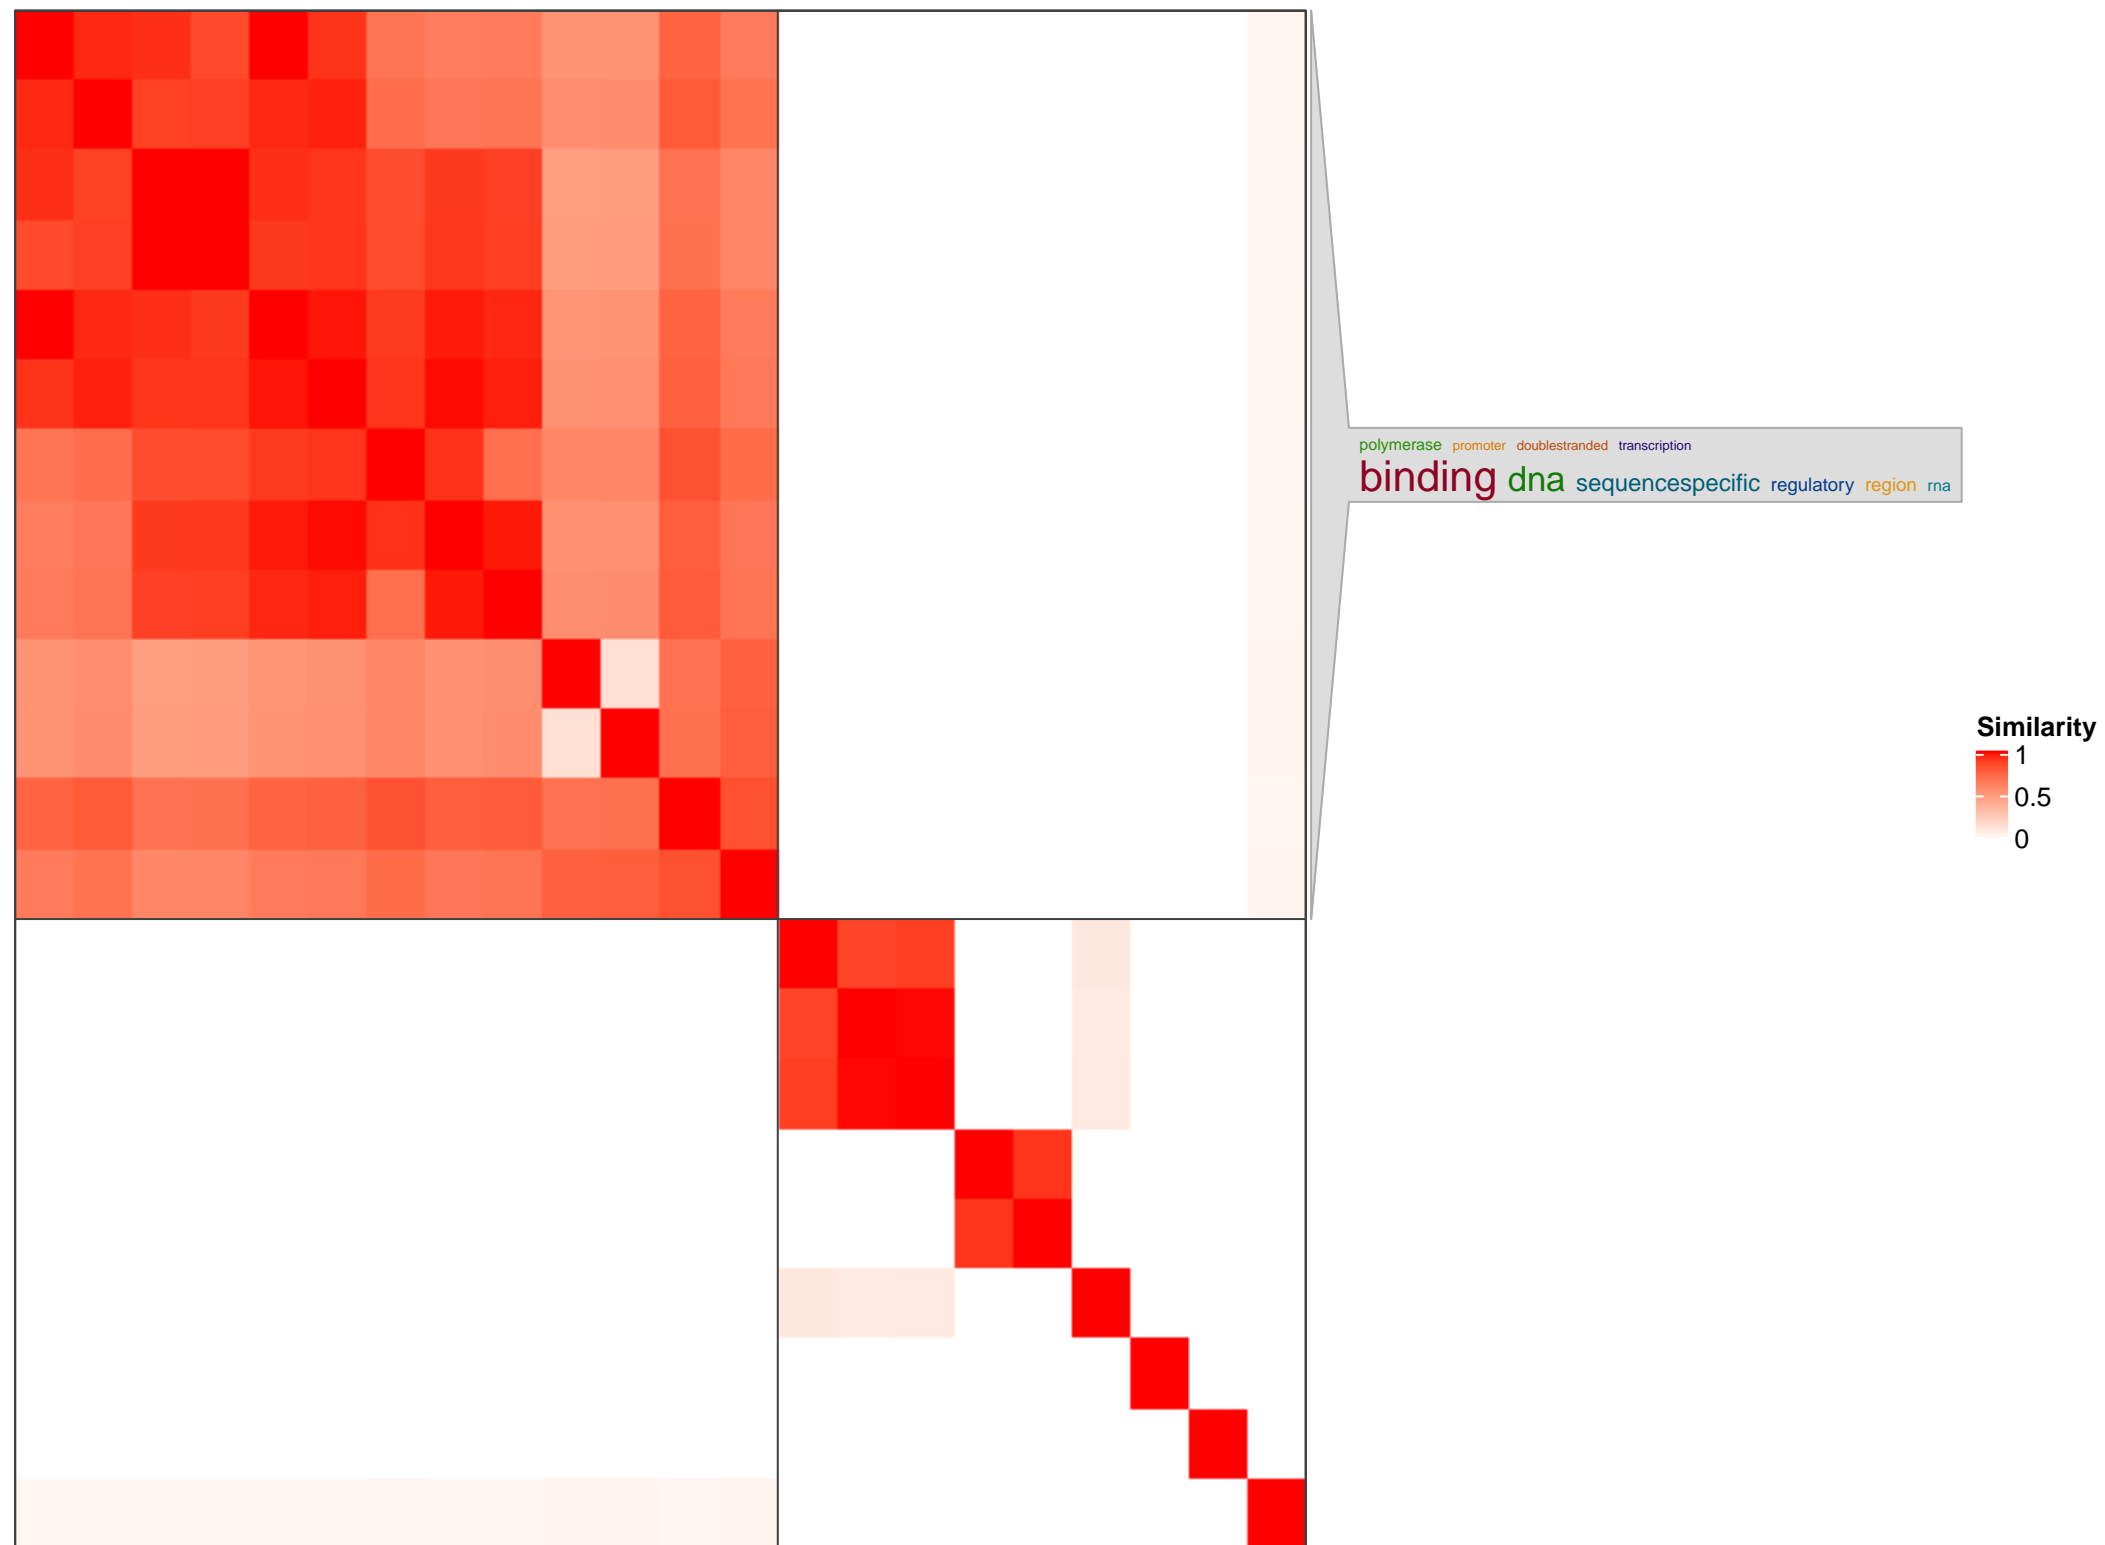 polymerase promoter doublestranded transcription
binding dna sequencespecific regulatory region rna
Similarity
1
0.5
0